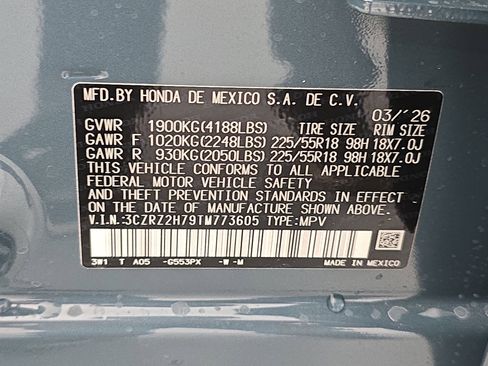 MFD.BY HONDA DE MEXICO S.A. DE C.V.
03/'26
GVWR 1900KG(4188LBS) TIRE SIZE RIM SIZE
GAWR F 1020KG(2248LBS) 225/55R18 98H 18X7.0J
GAWR R 930KG(2050LBS) 225/55R18 98H 18X7.0J
THIS VEHICLE CONFORMS TO ALL APPLICABLE
FEDERAL MOTOR VEHICLE SAFETY
AND THEFT PREVENTION STANDARDS IN EFFECT
ON THE DATE OF MANUFACTURE SHOWN ABOVE.
V.I.N.:3CZRZ2H79TM773605 TYPE:MPV
3W1 T A05 -G553PX -W-M MADE IN MEXICO